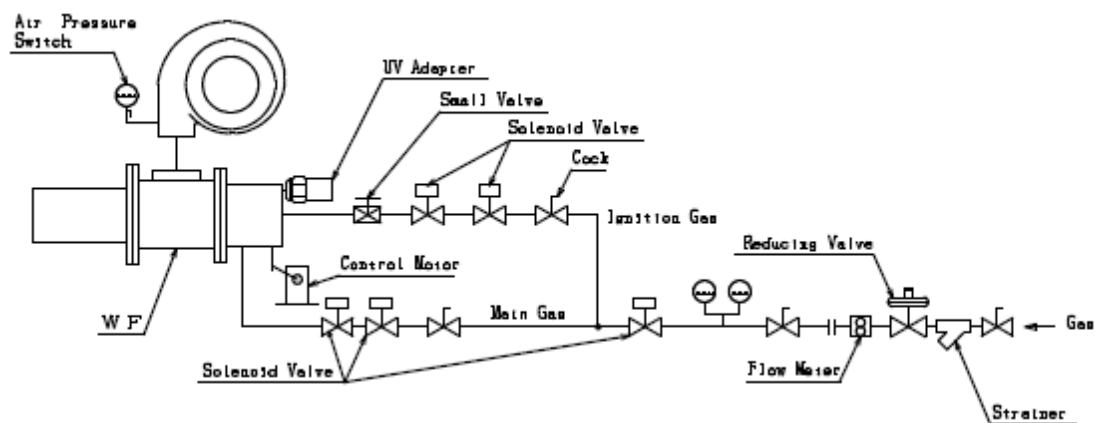 Air Pressure
Switch
UV Adapter
Small Valve
Solenoid Valve
Cock
Ignition Gas
Reducing Valve
Control Motor
W F
Main Gas
Gas
Solenoid Valve
Flow Meter
Strainer